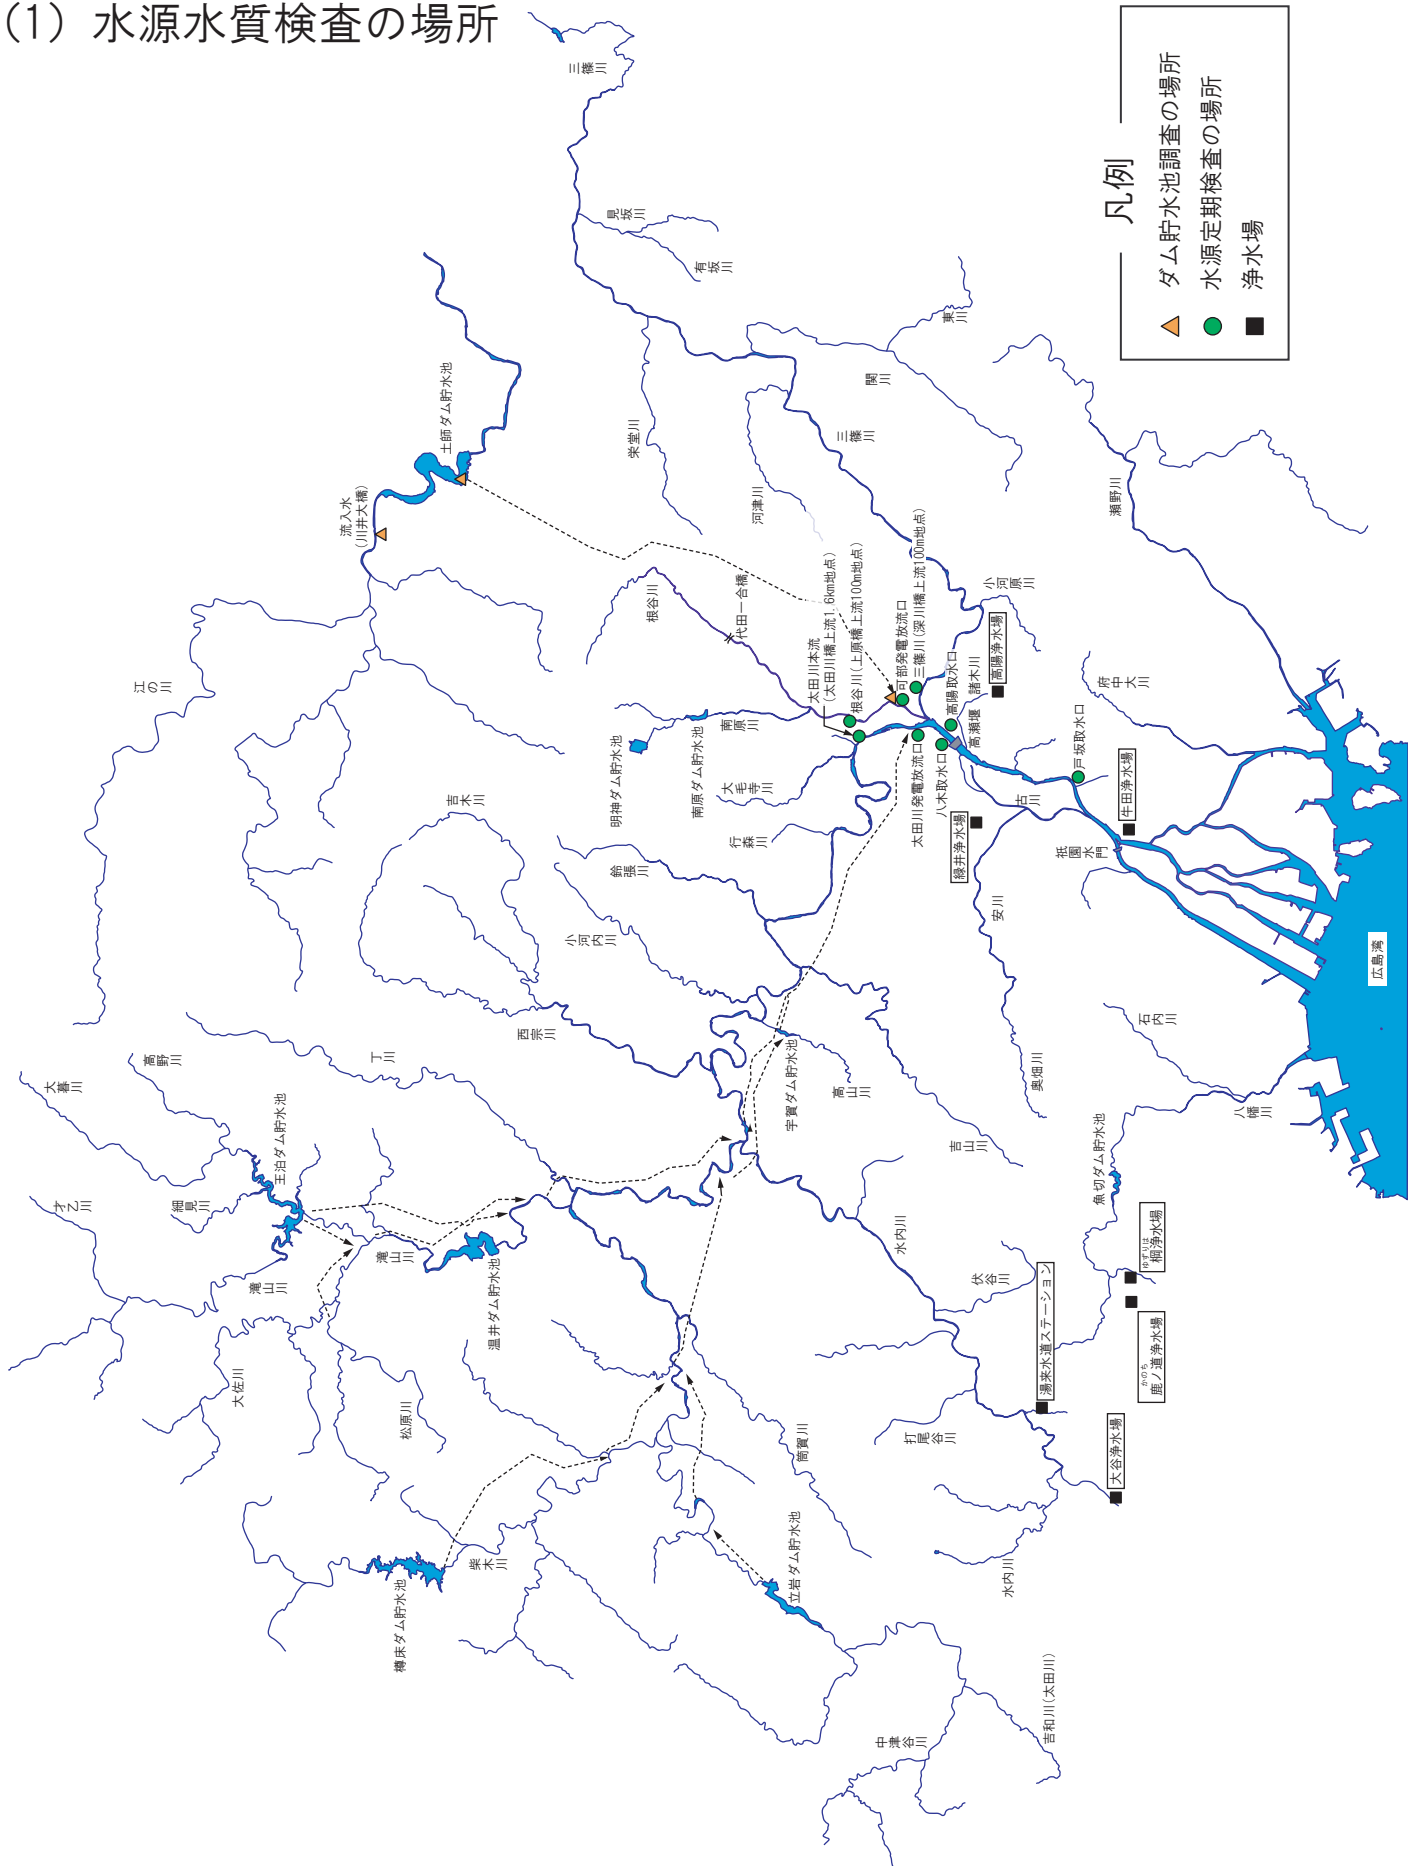 (1) 水源水質検査の場所
凡例
ダム貯水池調査の場所
水源定期検査の場所
浄水場
三篠川
見坂川
有坂川
東川
関川
三篠川
栄堂川
河津川
土師ダム貯水池
流入水
(川井大橋)
江の川
根谷川
代田一合橋
太田川本流
(太田川橋上流1.6km地点)
根谷川(上原橋上流100m地点)
可部発電放流口
三篠川(深川橋上流100m地点)
高陽取水口
諸木川
高陽浄水場
小河原川
高瀬堰
瀬野川
府中大川
戸坂取水口
牛田浄水場
祇園水門
古川
太田川発電放流口
八木取水口
緑井浄水場
安川
奥畑川
南原川
明神ダム貯水池
南原ダム貯水池
大毛寺川
行森川
鈴張川
小河内川
吉木川
西宗川
丁川
高野川
大暮川
王泊ダム貯水池
細見川
才乙川
滝山川
滝山川
温井ダム貯水池
大佐川
松原川
柴木川
樽床ダム貯水池
立岩ダム貯水池
筒賀川
宇賀ダム貯水池
高山川
吉山川
水内川
伏谷川
湯来水道ステーション
打尾谷川
大谷浄水場
水内川
吉和川(太田川)
中津谷川
魚切ダム貯水池
ゆずりは
椢浄水場
かのち
鹿ノ道浄水場
石内川
八幡川
広島湾